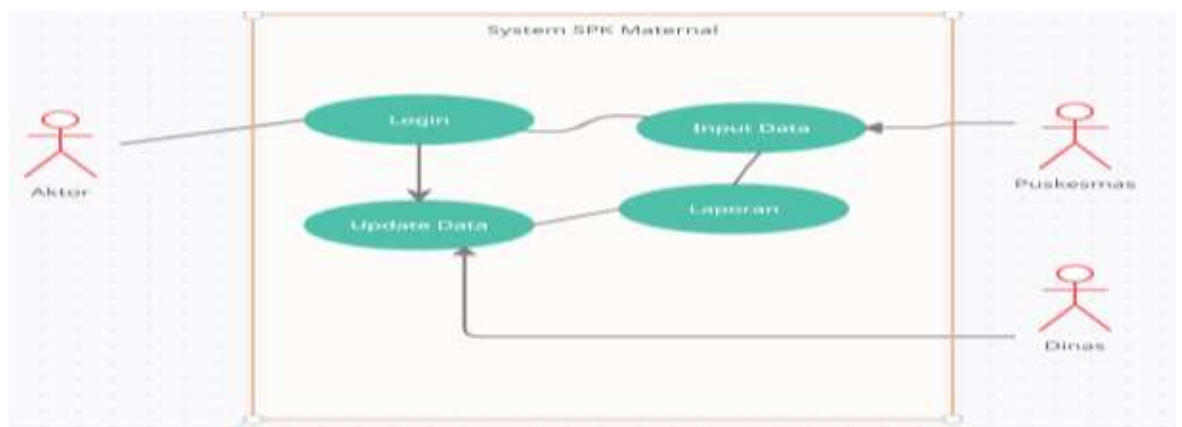 System SPK Maternal
Login
Input Data
Aktor
Puskesmas
Update Data
Laporan
Dinas